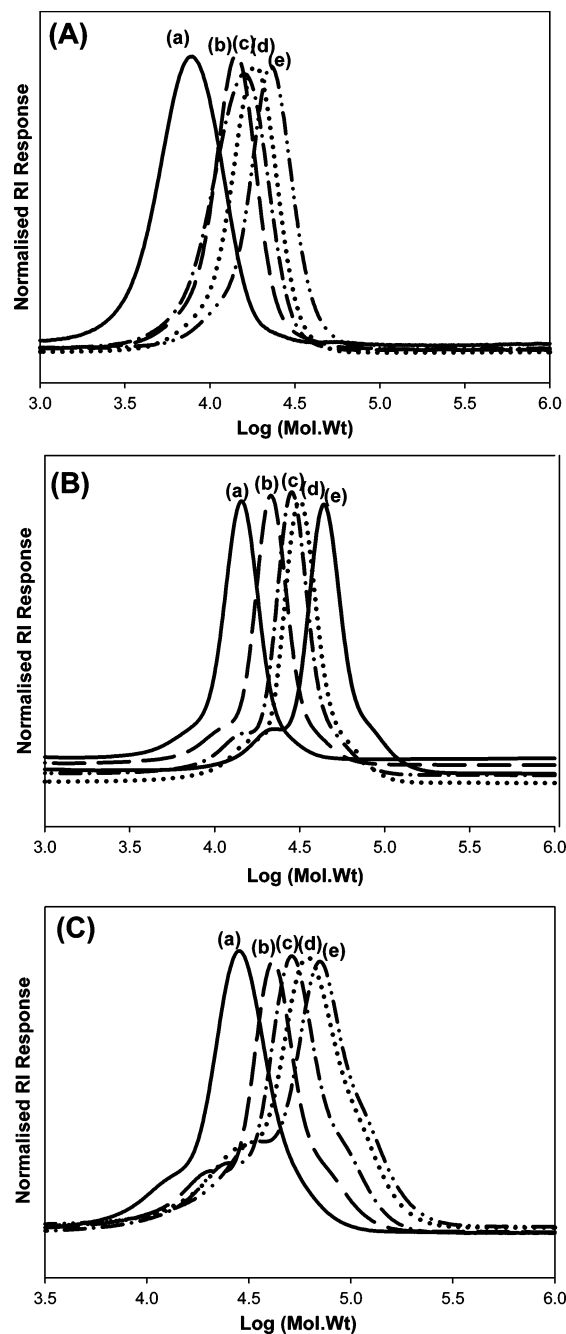 (A)
(a)
(b)(c)(d)
(e)
Normalised RI Response
3.0 3.5 4.0 4.5 5.0 5.5 6.0
Log (Mol.Wt)
(B)
(a) (b) (c) (d) (e)
Normalised RI Response
3.0 3.5 4.0 4.5 5.0 5.5 6.0
Log (Mol.Wt)
(C)
(a) (b)(c)(d) (e)
Normalised RI Response
3.5 4.0 4.5 5.0 5.5 6.0
Log (Mol.Wt)